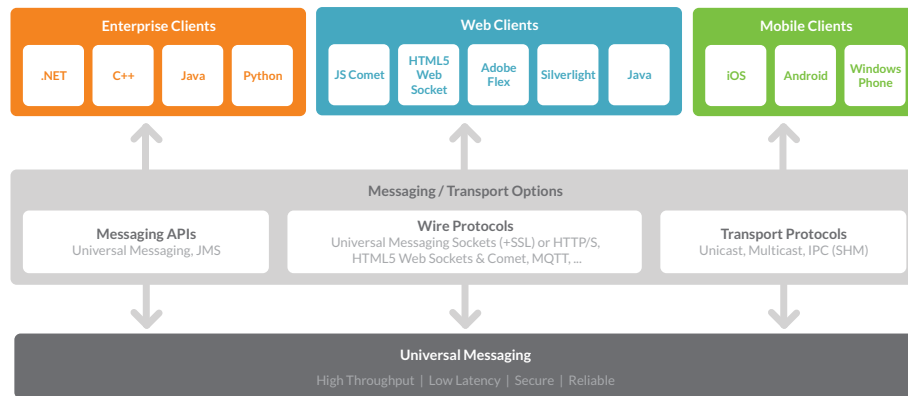 Enterprise Clients
.NET
C++
Java
Python
Web Clients
JS Comet
HTML5
Web
Socket
Adobe
Flex
Silverlight
Java
Mobile Clients
iOS
Android
Windows
Phone
Messaging / Transport Options
Messaging APIs
Universal Messaging, JMS
Wire Protocols
Universal Messaging Sockets (+SSL) or HTTP/S,
HTML5 Web Sockets & Comet, MQTT, ...
Transport Protocols
Unicast, Multicast, IPC (SHM)
Universal Messaging
High Throughput | Low Latency | Secure | Reliable